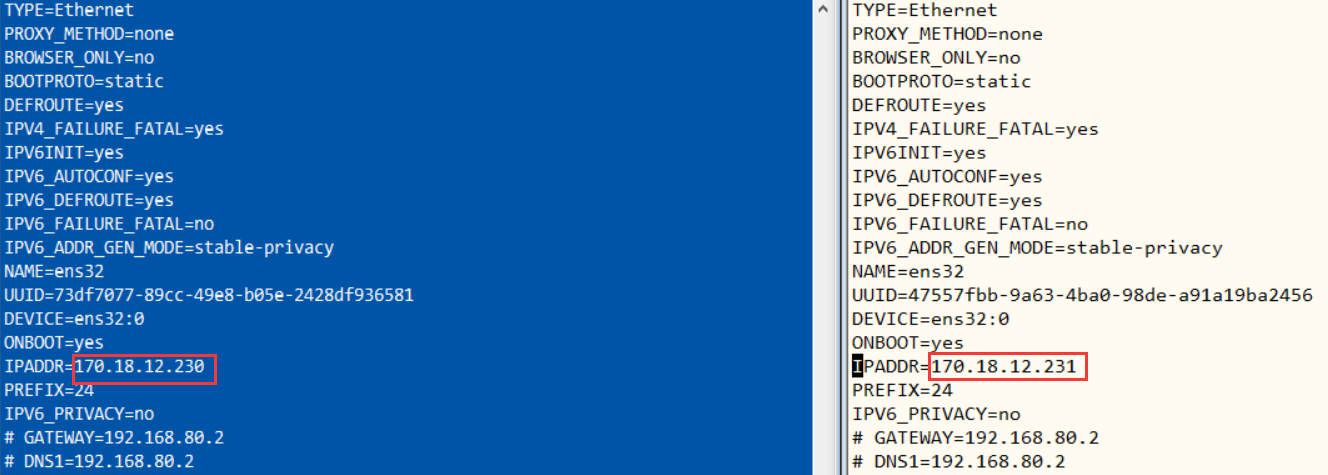 TYPE=Ethernet
PROXY_METHOD=none
BROWSER_ONLY=no
BOOTPROTO=static
DEFROUTE=yes
IPV4_FAILURE_FATAL=yes
IPV6INIT=yes
IPV6_AUTOCONF=yes
IPV6_DEFROUTE=yes
IPV6_FAILURE_FATAL=no
IPV6_ADDR_GEN_MODE=stable-privacy
NAME=ens32
UUID=73df7077-89cc-49e8-b05e-2428df936581
DEVICE=ens32:0
ONBOOT=yes
IPADDR=170.18.12.230
PREFIX=24
IPV6_PRIVACY=no
# GATEWAY=192.168.80.2
# DNS1=192.168.80.2
TYPE=Ethernet
PROXY_METHOD=none
BROWSER_ONLY=no
BOOTPROTO=static
DEFROUTE=yes
IPV4_FAILURE_FATAL=yes
IPV6INIT=yes
IPV6_AUTOCONF=yes
IPV6_DEFROUTE=yes
IPV6_FAILURE_FATAL=no
IPV6_ADDR_GEN_MODE=stable-privacy
NAME=ens32
UUID=47557fbb-9a63-4ba0-98de-a91a19ba2456
DEVICE=ens32:0
ONBOOT=yes
IPADDR=170.18.12.231
PREFIX=24
IPV6_PRIVACY=no
# GATEWAY=192.168.80.2
# DNS1=192.168.80.2